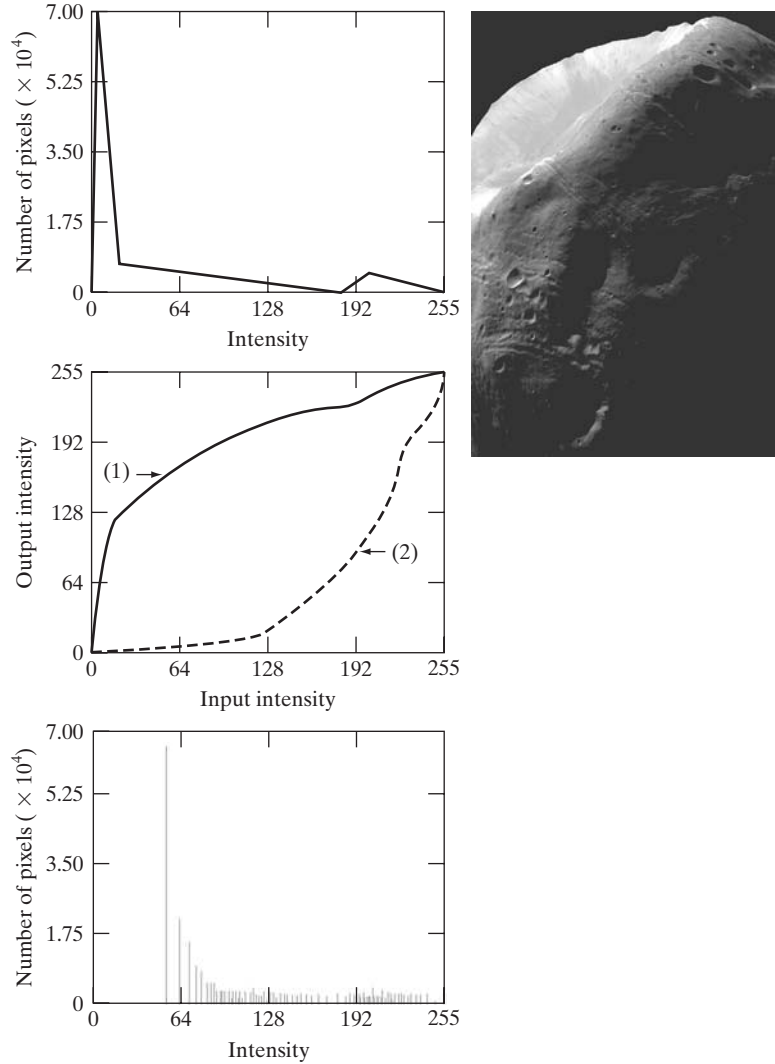 Number of pixels ( × 10⁴)
7.00
5.25
3.50
1.75
0
0 64 128 192 255
Intensity
Output intensity
255
192
128
64
0
(1)
(2)
0 64 128 192 255
Input intensity
Number of pixels ( × 10⁴)
7.00
5.25
3.50
1.75
0
0 64 128 192 255
Intensity